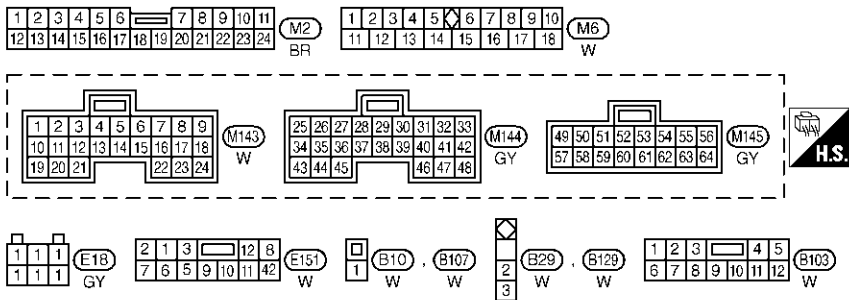 1 2 3 4 5 6 7 8 9 10 11
12 13 14 15 16 17 18 19 20 21 22 23 24
M2
BR
1 2 3 4 5 6 7 8 9 10
11 12 13 14 15 16 17 18
M6
W
1 2 3 4 5 6 7 8 9
10 11 12 13 14 15 16 17 18
19 20 21 22 23 24
M143
W
25 26 27 28 29 30 31 32 33
34 35 36 37 38 39 40 41 42
43 44 45 46 47 48
M144
GY
49 50 51 52 53 54 55 56
57 58 59 60 61 62 63 64
M145
GY
H.S.
1 1 1
1 1 1
E18
GY
2 1 3 12 8
7 6 5 9 10 11 42
E151
W
1
B10 , B107
W W
2
3
B29 , B129
W W
1 2 3 4 5
6 7 8 9 10 11 12
B103
W